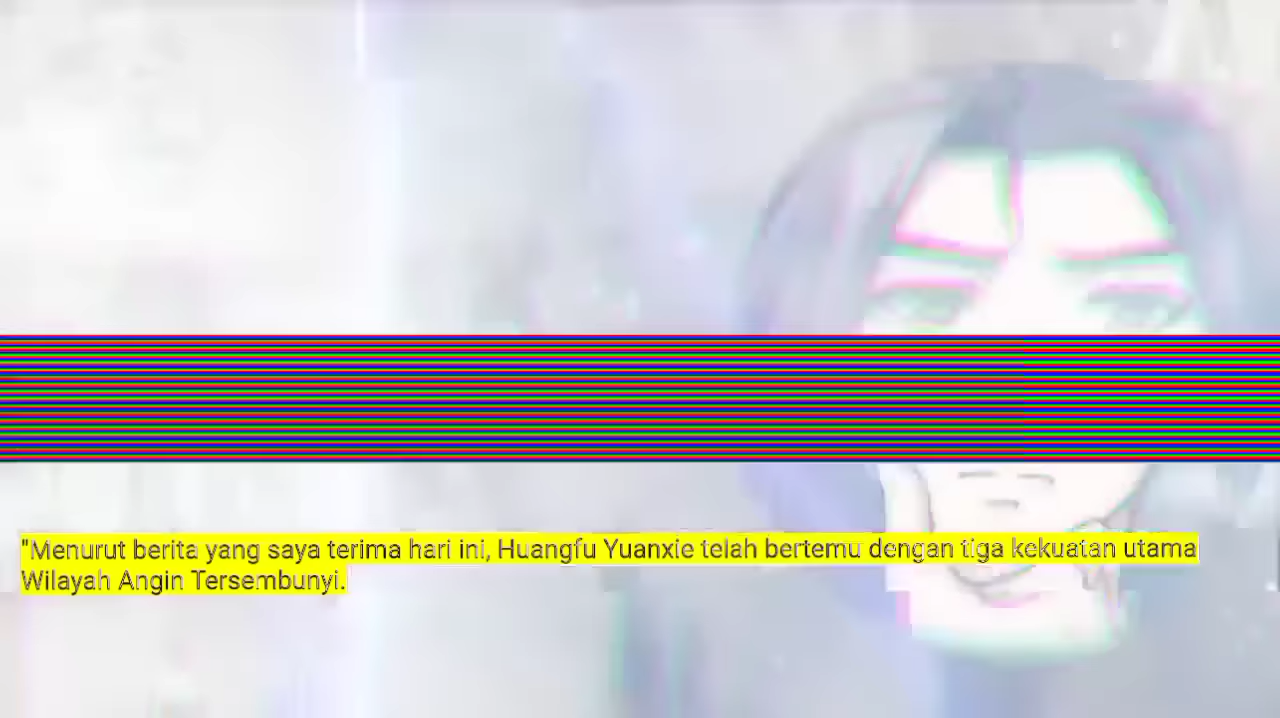 "Menurut berita yang saya terima hari ini, Huangfu Yuanxie telah bertemu dengan tiga kekuatan utama
Wilayah Angin Tersembunyi.